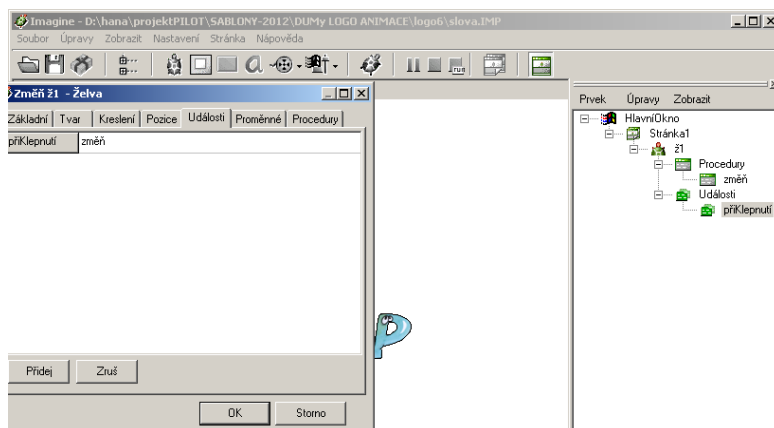 Imagine - D:\hana\projektPILOT\SABLONY-2012\DUMy LOGO ANIMACE\logo6\slova.IMP
Soubor Úpravy Zobrazit Nastavení Stránka Nápověda
Změň ž1 - Želva
Základní Tvar Kreslení Pozice Události Proměnné Procedury
přiKlepnutí změň
Přidej Zruš
OK Storno
Prvek Úpravy Zobrazit
HlavníOkno
Stránka1
ž1
Procedury
změň
Události
přiKlepnutí
P